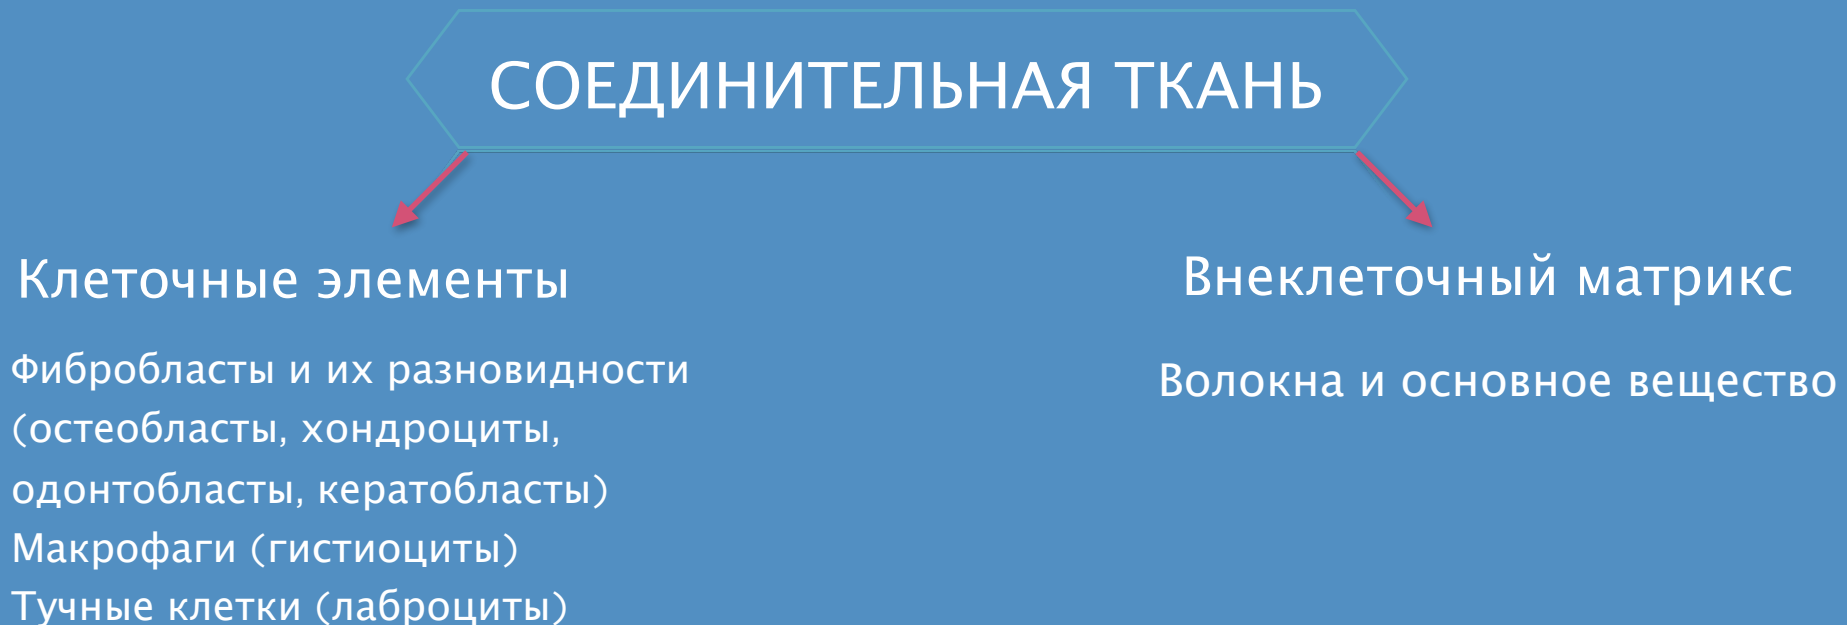 СОЕДИНИТЕЛЬНАЯ ТКАНЬ
Клеточные элементы
Фибробласты и их разновидности
(остеобласты, хондроциты,
одонтобласты, кератобласты)
Макрофаги (гистиоциты)
Тучные клетки (лаброциты)
Внеклеточный матрикс
Волокна и основное вещество